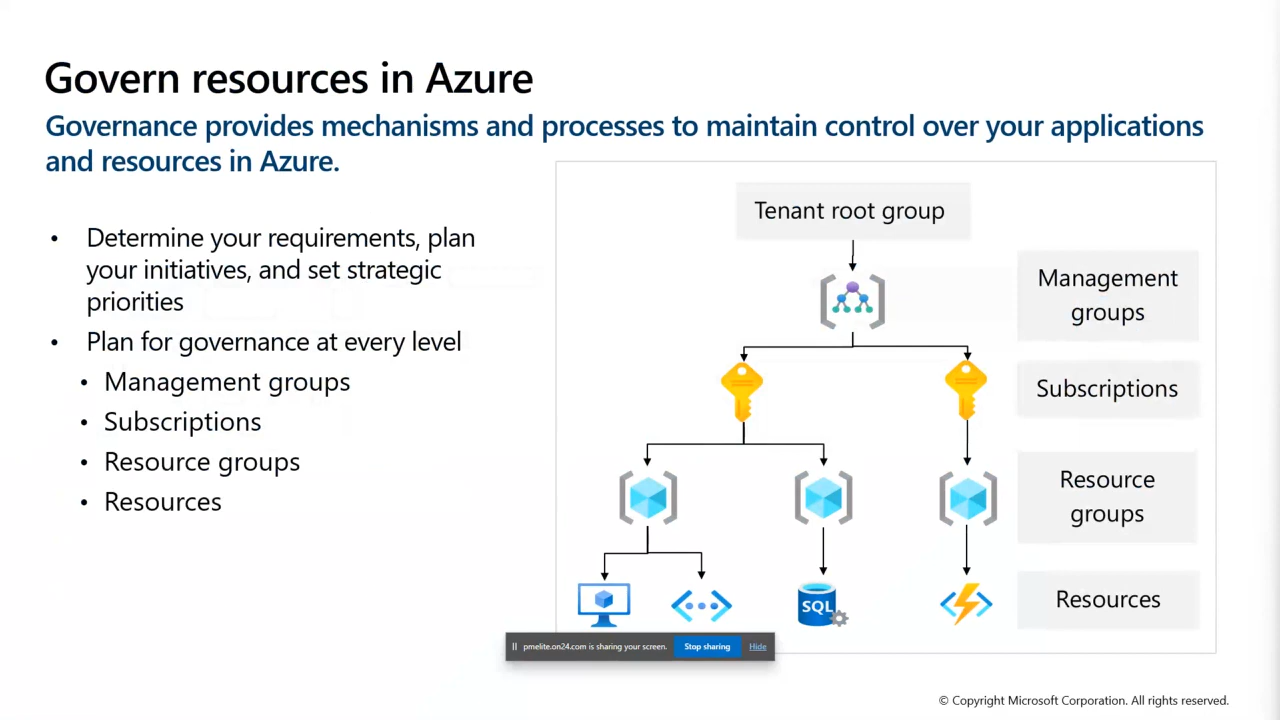 Govern resources in Azure
Governance provides mechanisms and processes to maintain control over your applications
and resources in Azure.
• Determine your requirements, plan
your initiatives, and set strategic
priorities
• Plan for governance at every level
• Management groups
• Subscriptions
• Resource groups
• Resources
Tenant root group
Management
groups
Subscriptions
Resource
groups
SQL
Resources
pmelite.on24.com is sharing your screen. Stop sharing Hide
© Copyright Microsoft Corporation. All rights reserved.